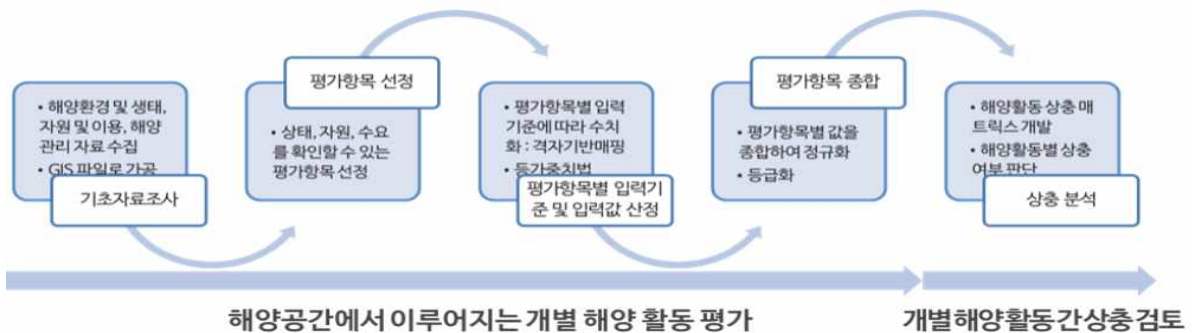 • 해양환경 및 생태,
자원 및 이용, 해양
관리 자료 수집
• GIS 파일로 가공
기초자료조사
평가항목 선정
• 상태, 자원, 수요
를 확인할 수 있는
평가항목 선정
• 평가항목별 입력
기준에 따라 수치
화 : 격자기반매핑
• 등가중치법
평가항목별 입력기
준 및 입력값 산정
평가항목 종합
• 평가항목별 값을
종합하여 정규화
• 등급화
• 해양활동 상충 매
트릭스 개발
• 해양활동별 상충
여부 판단
상충 분석
해양공간에서 이루어지는 개별 해양 활동 평가
개별해양활동간상충검토